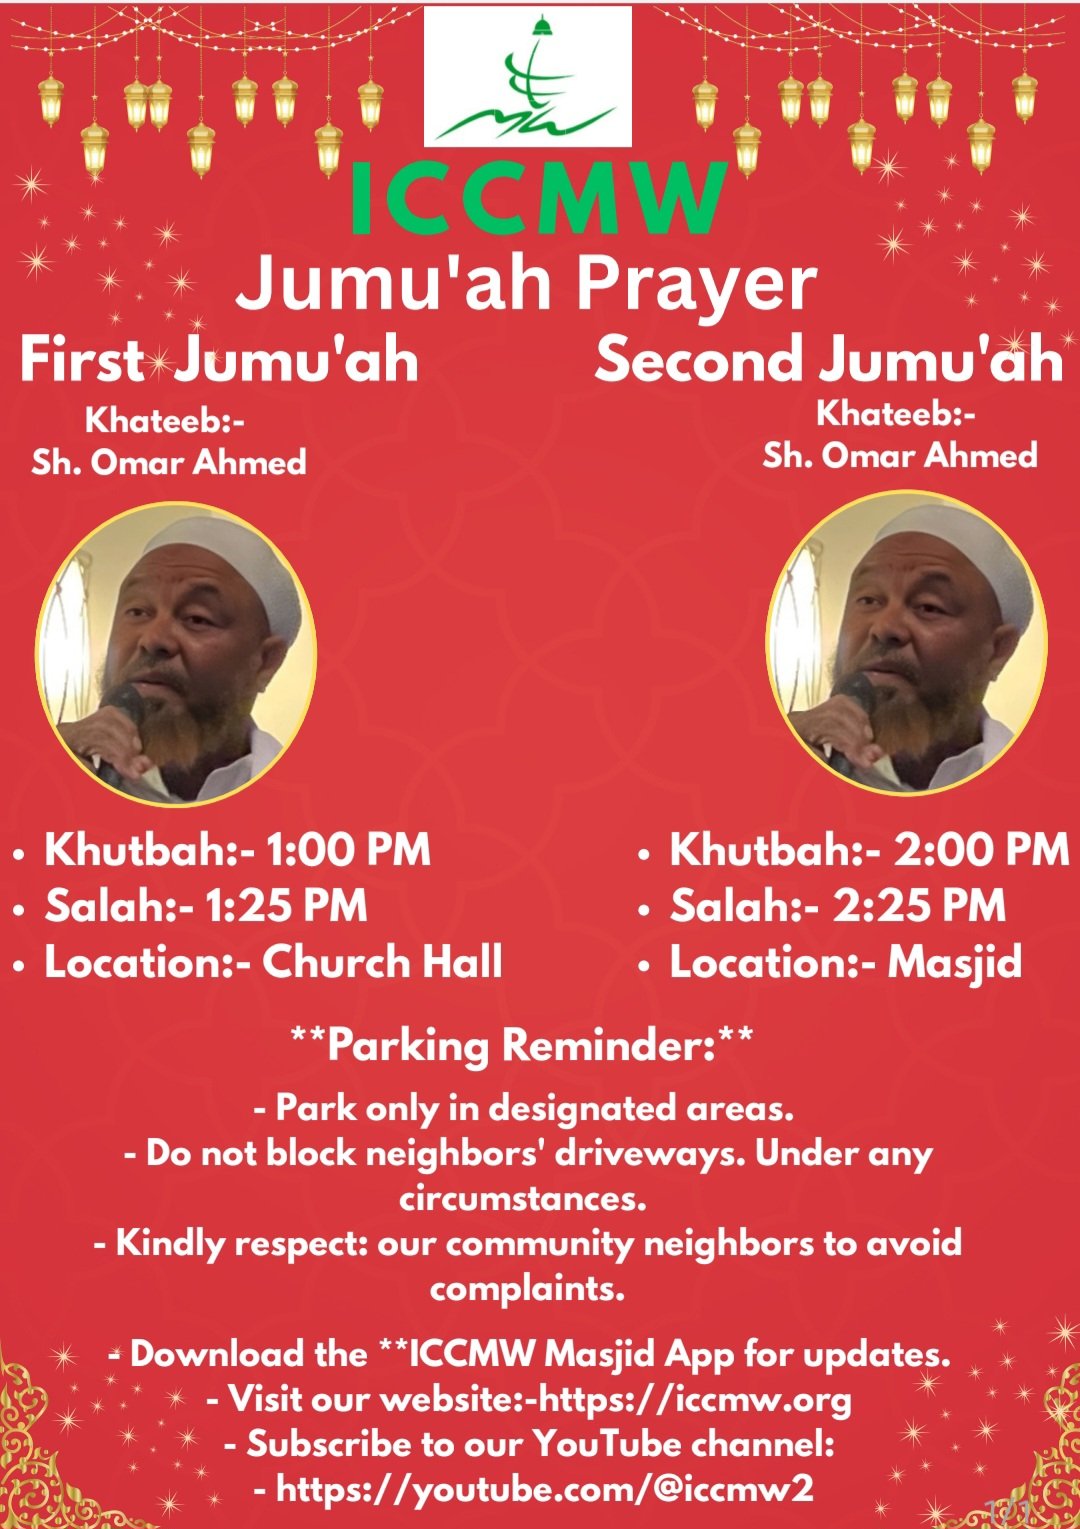 ICCMW
Jumu'ah Prayer
First Jumu'ah
Khateeb:-
Sh. Omar Ahmed
Second Jumu'ah
Khateeb:-
Sh. Omar Ahmed
• Khutbah:- 1:00 PM
• Salah:- 1:25 PM
• Location:- Church Hall
• Khutbah:- 2:00 PM
• Salah:- 2:25 PM
• Location:- Masjid
**Parking Reminder:**
- Park only in designated areas.
- Do not block neighbors' driveways. Under any
circumstances.
- Kindly respect: our community neighbors to avoid
complaints.
- Download the **ICCMW Masjid App for updates.
- Visit our website:-https://iccmw.org
- Subscribe to our YouTube channel:
- https://youtube.com/@iccmw2
1/1